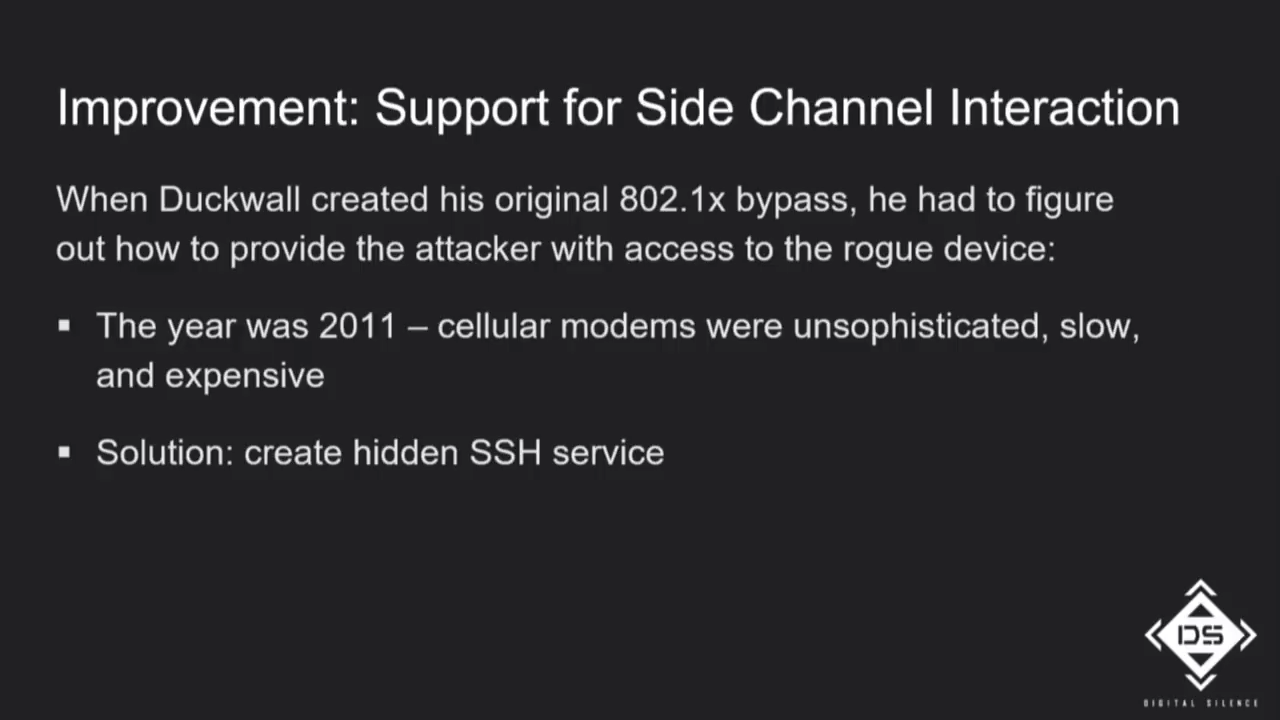 Improvement: Support for Side Channel Interaction
When Duckwall created his original 802.1x bypass, he had to figure
out how to provide the attacker with access to the rogue device:
▪ The year was 2011 – cellular modems were unsophisticated, slow,
and expensive
▪ Solution: create hidden SSH service
DS
DIGITAL SILENCE